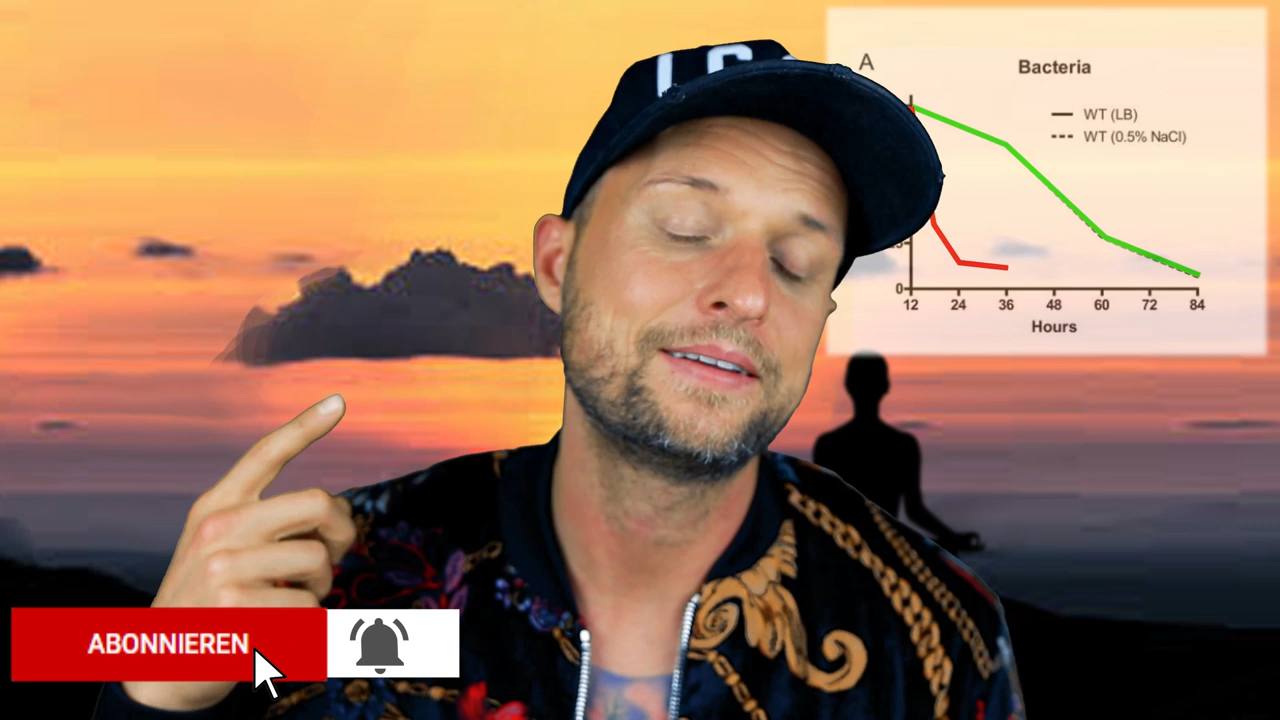 A
Bacteria
WT (LB)
WT (0.5% NaCl)
0
12 24 36 48 60 72 84
Hours
ABONNIEREN